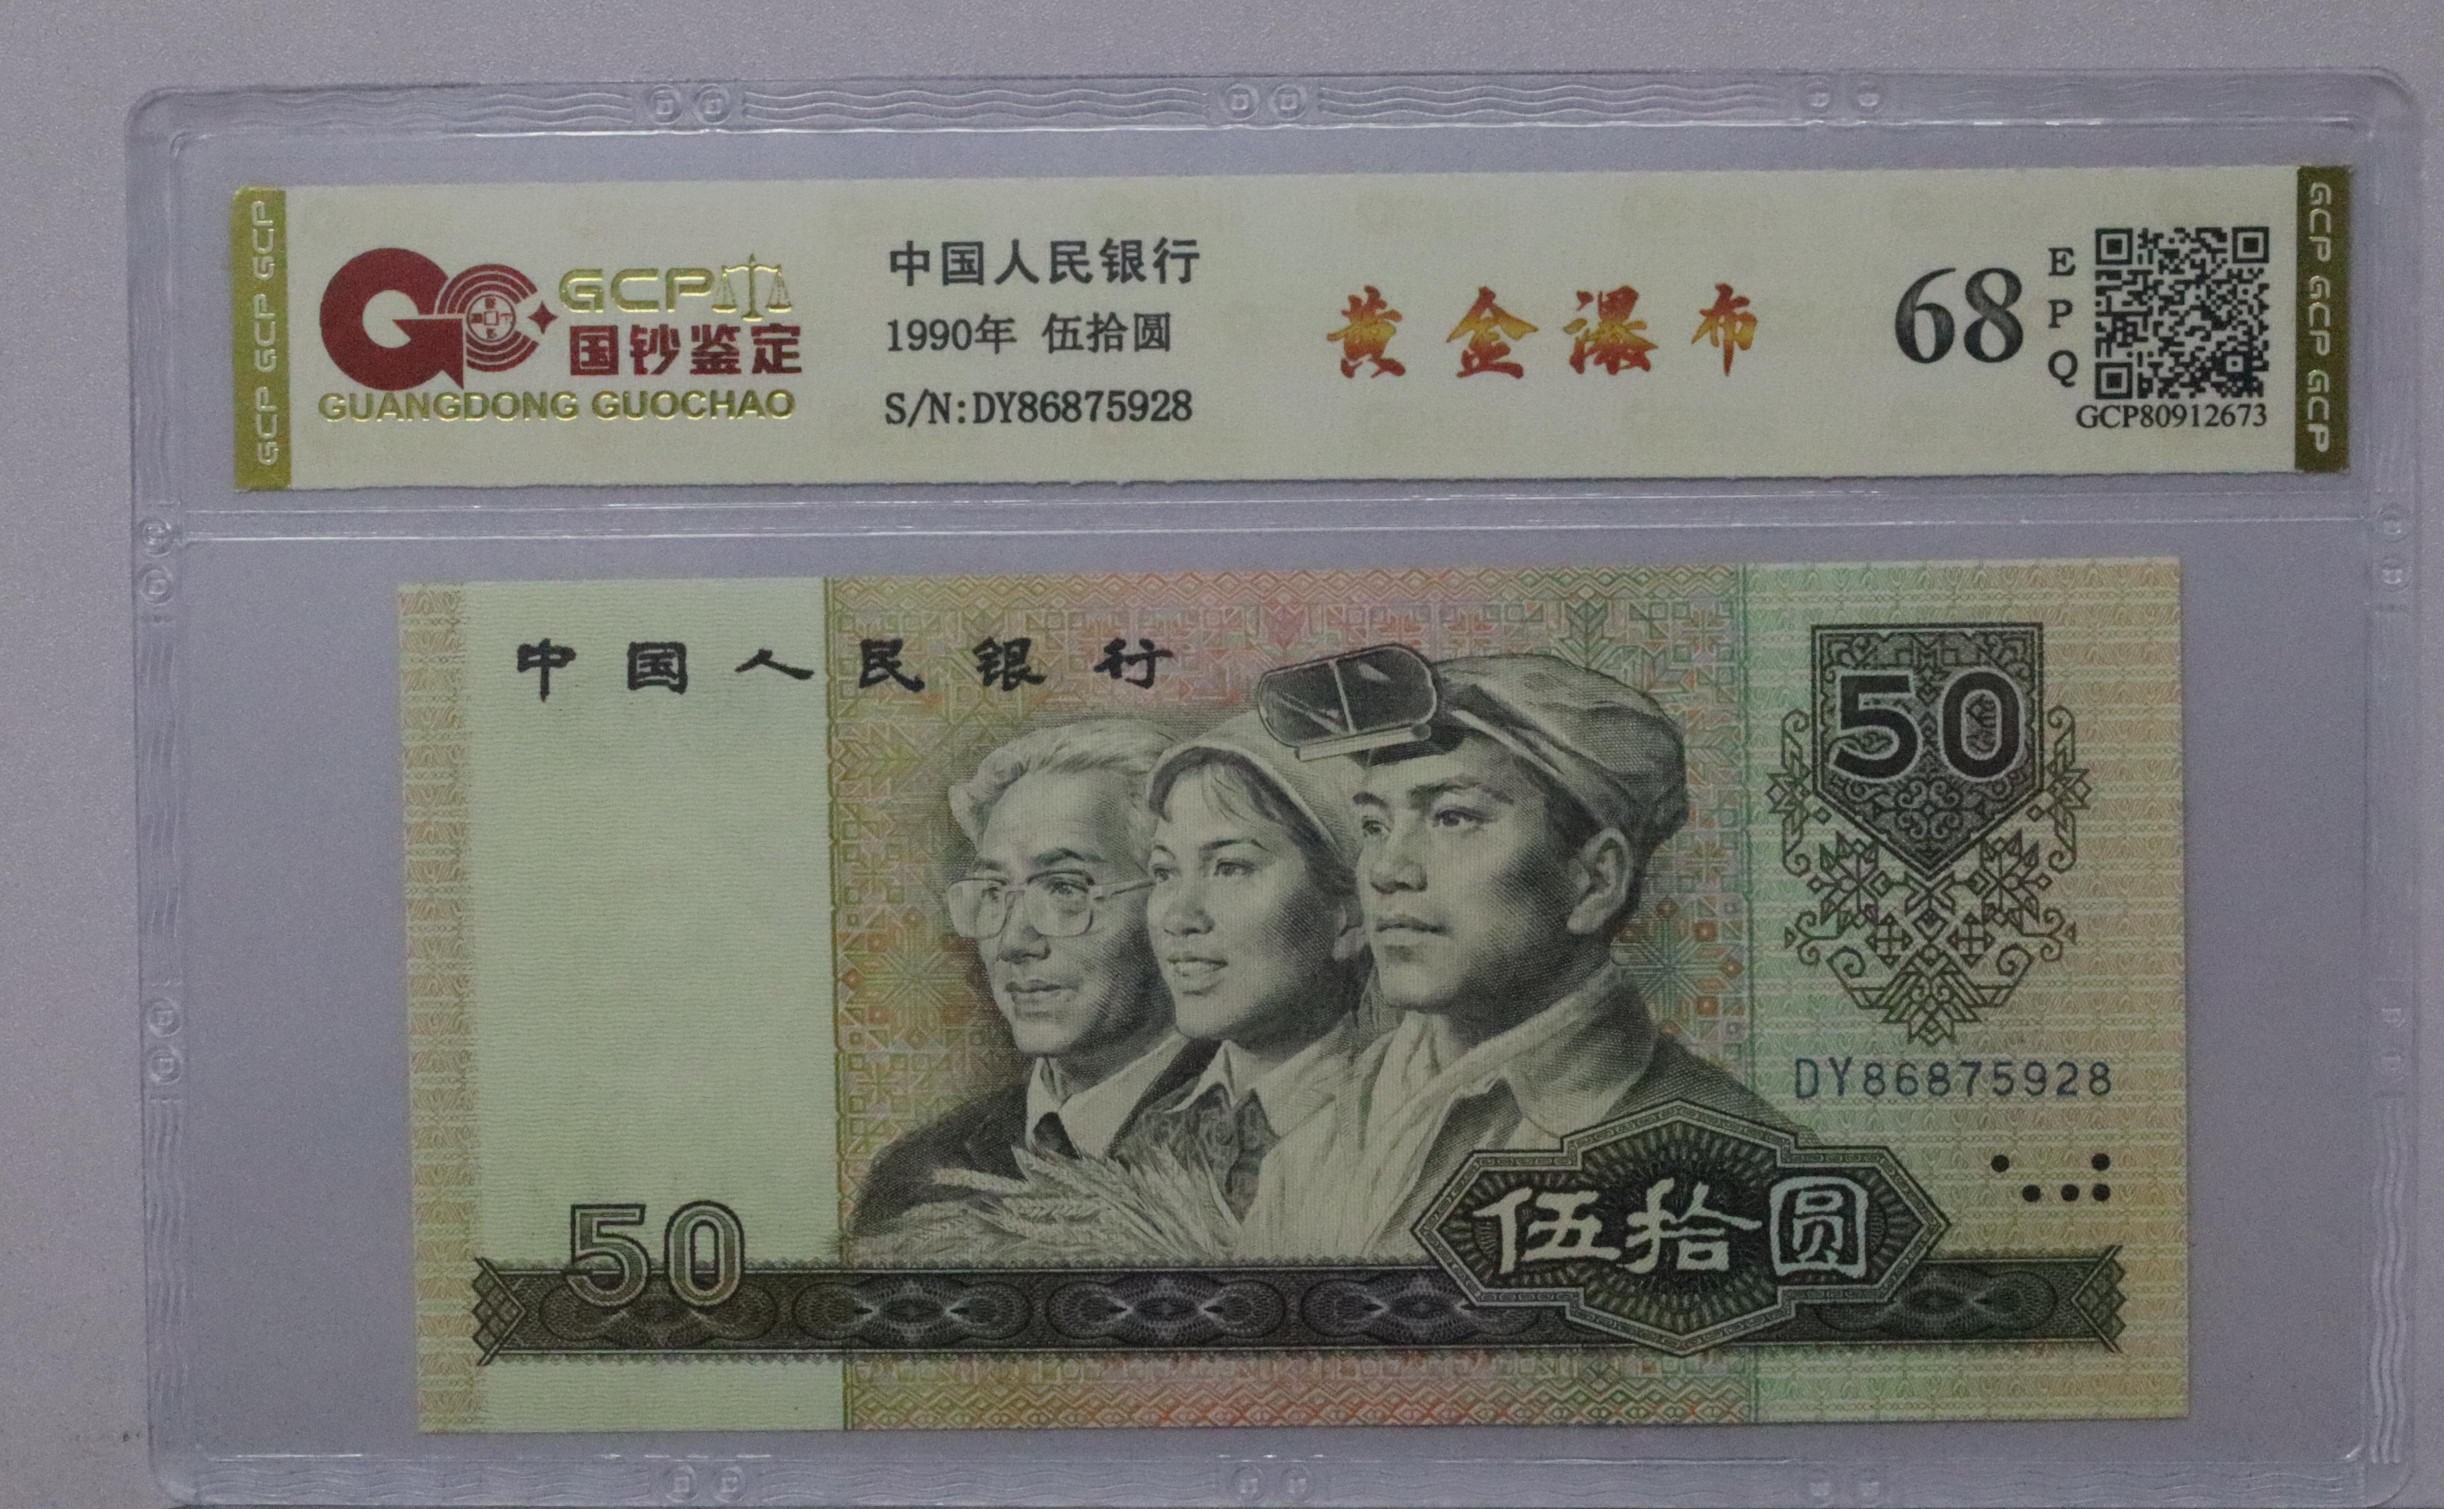 GCP GCP GCP
GCP
国钞鉴定
GUANGDONG GUOCHAO
中国人民银行
1990年 伍拾圆
S/N:DY86875928
黄金瀑布
68
EPQ
GCP80912673
GCP GCP GCP GCP
中国人民银行
50
DY86875928
50
伍拾圆